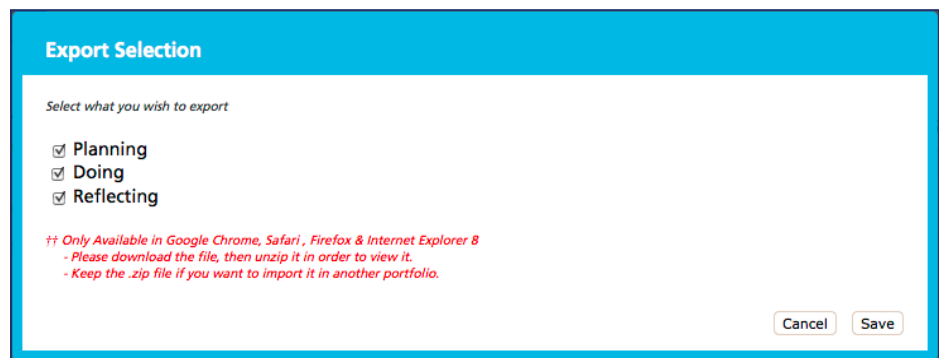 Export Selection
Select what you wish to export
Planning
Doing
Reflecting
†† Only Available in Google Chrome, Safari , Firefox & Internet Explorer 8
- Please download the file, then unzip it in order to view it.
- Keep the .zip file if you want to import it in another portfolio.
Cancel Save